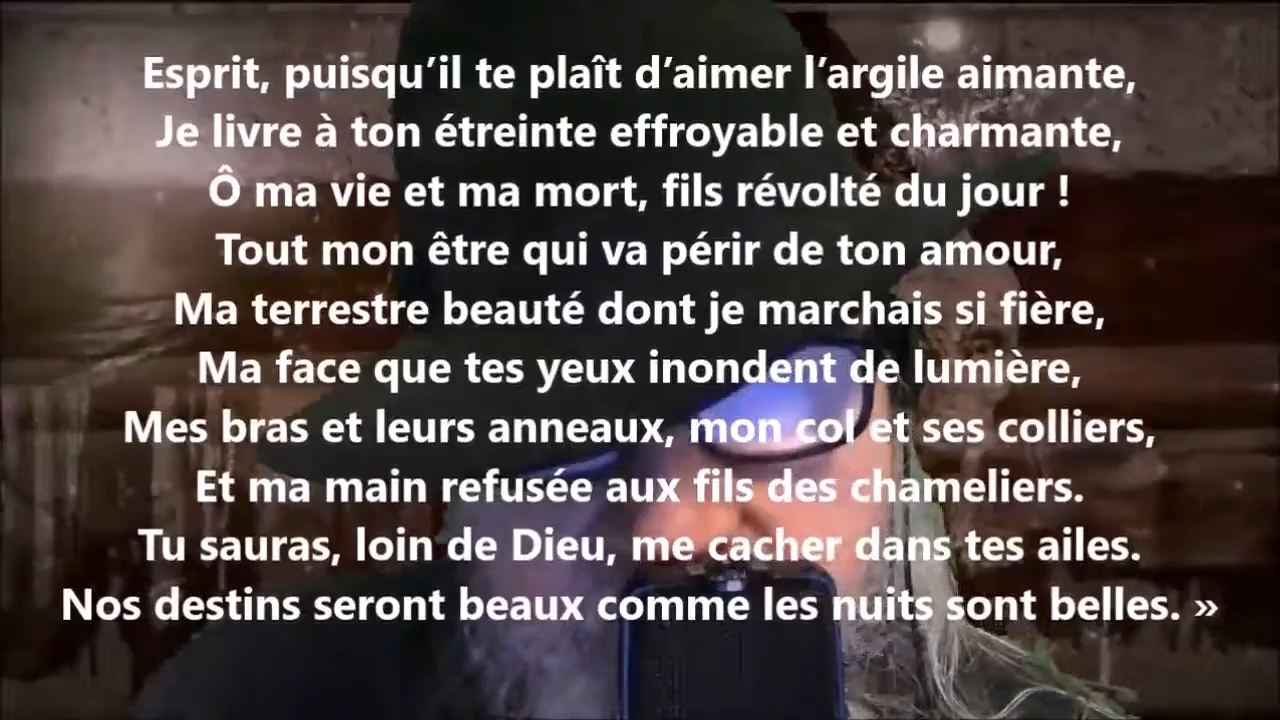 Esprit, puisqu’il te plaît d’aimer l’argile aimante,
Je livre à ton étreinte effroyable et charmante,
Ô ma vie et ma mort, fils révolté du jour !
Tout mon être qui va périr de ton amour,
Ma terrestre beauté dont je marchais si fière,
Ma face que tes yeux inondent de lumière,
Mes bras et leurs anneaux, mon col et ses colliers,
Et ma main refusée aux fils des chameliers.
Tu sauras, loin de Dieu, me cacher dans tes ailes.
Nos destins seront beaux comme les nuits sont belles. »